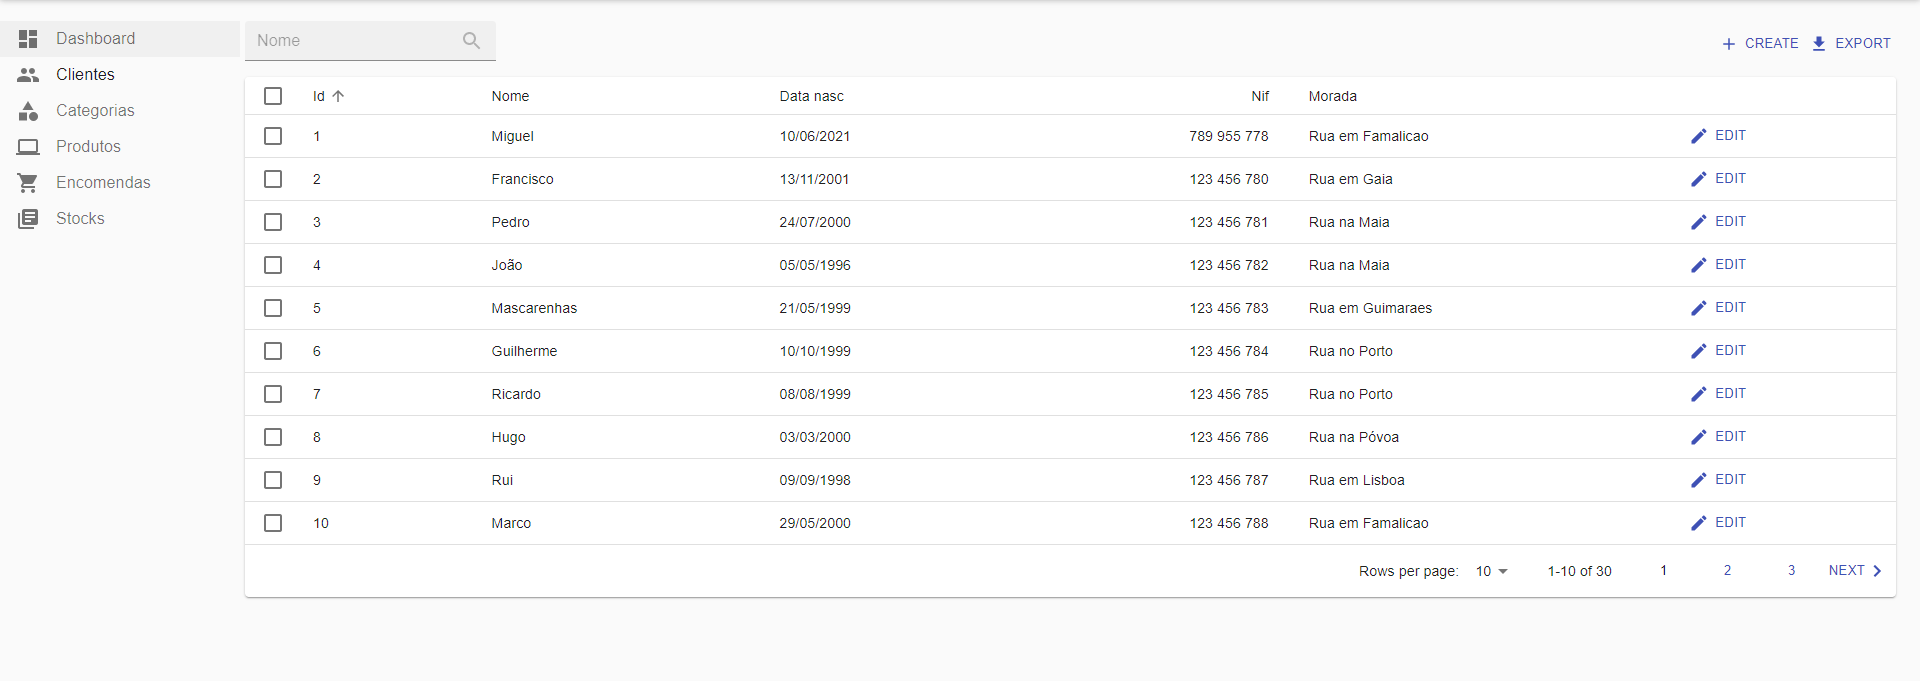 Dashboard
Clientes
Categorias
Produtos
Encomendas
Stocks
Nome
CREATE EXPORT
Id Nome Data nasc Nif Morada
1 Miguel 10/06/2021 789 955 778 Rua em Famalicao EDIT
2 Francisco 13/11/2001 123 456 780 Rua em Gaia EDIT
3 Pedro 24/07/2000 123 456 781 Rua na Maia EDIT
4 João 05/05/1996 123 456 782 Rua na Maia EDIT
5 Mascarenhas 21/05/1999 123 456 783 Rua em Guimaraes EDIT
6 Guilherme 10/10/1999 123 456 784 Rua no Porto EDIT
7 Ricardo 08/08/1999 123 456 785 Rua no Porto EDIT
8 Hugo 03/03/2000 123 456 786 Rua na Póvoa EDIT
9 Rui 09/09/1998 123 456 787 Rua em Lisboa EDIT
10 Marco 29/05/2000 123 456 788 Rua em Famalicao EDIT
Rows per page: 10 1-10 of 30 1 2 3 NEXT